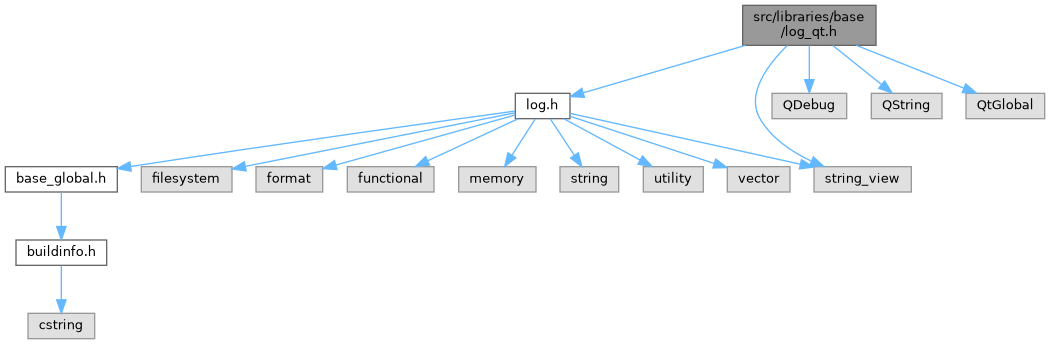 src/libraries/base
/log_qt.h
log.h
QDebug
QString
QtGlobal
base_global.h
filesystem
format
functional
memory
string
utility
vector
string_view
buildinfo.h
cstring